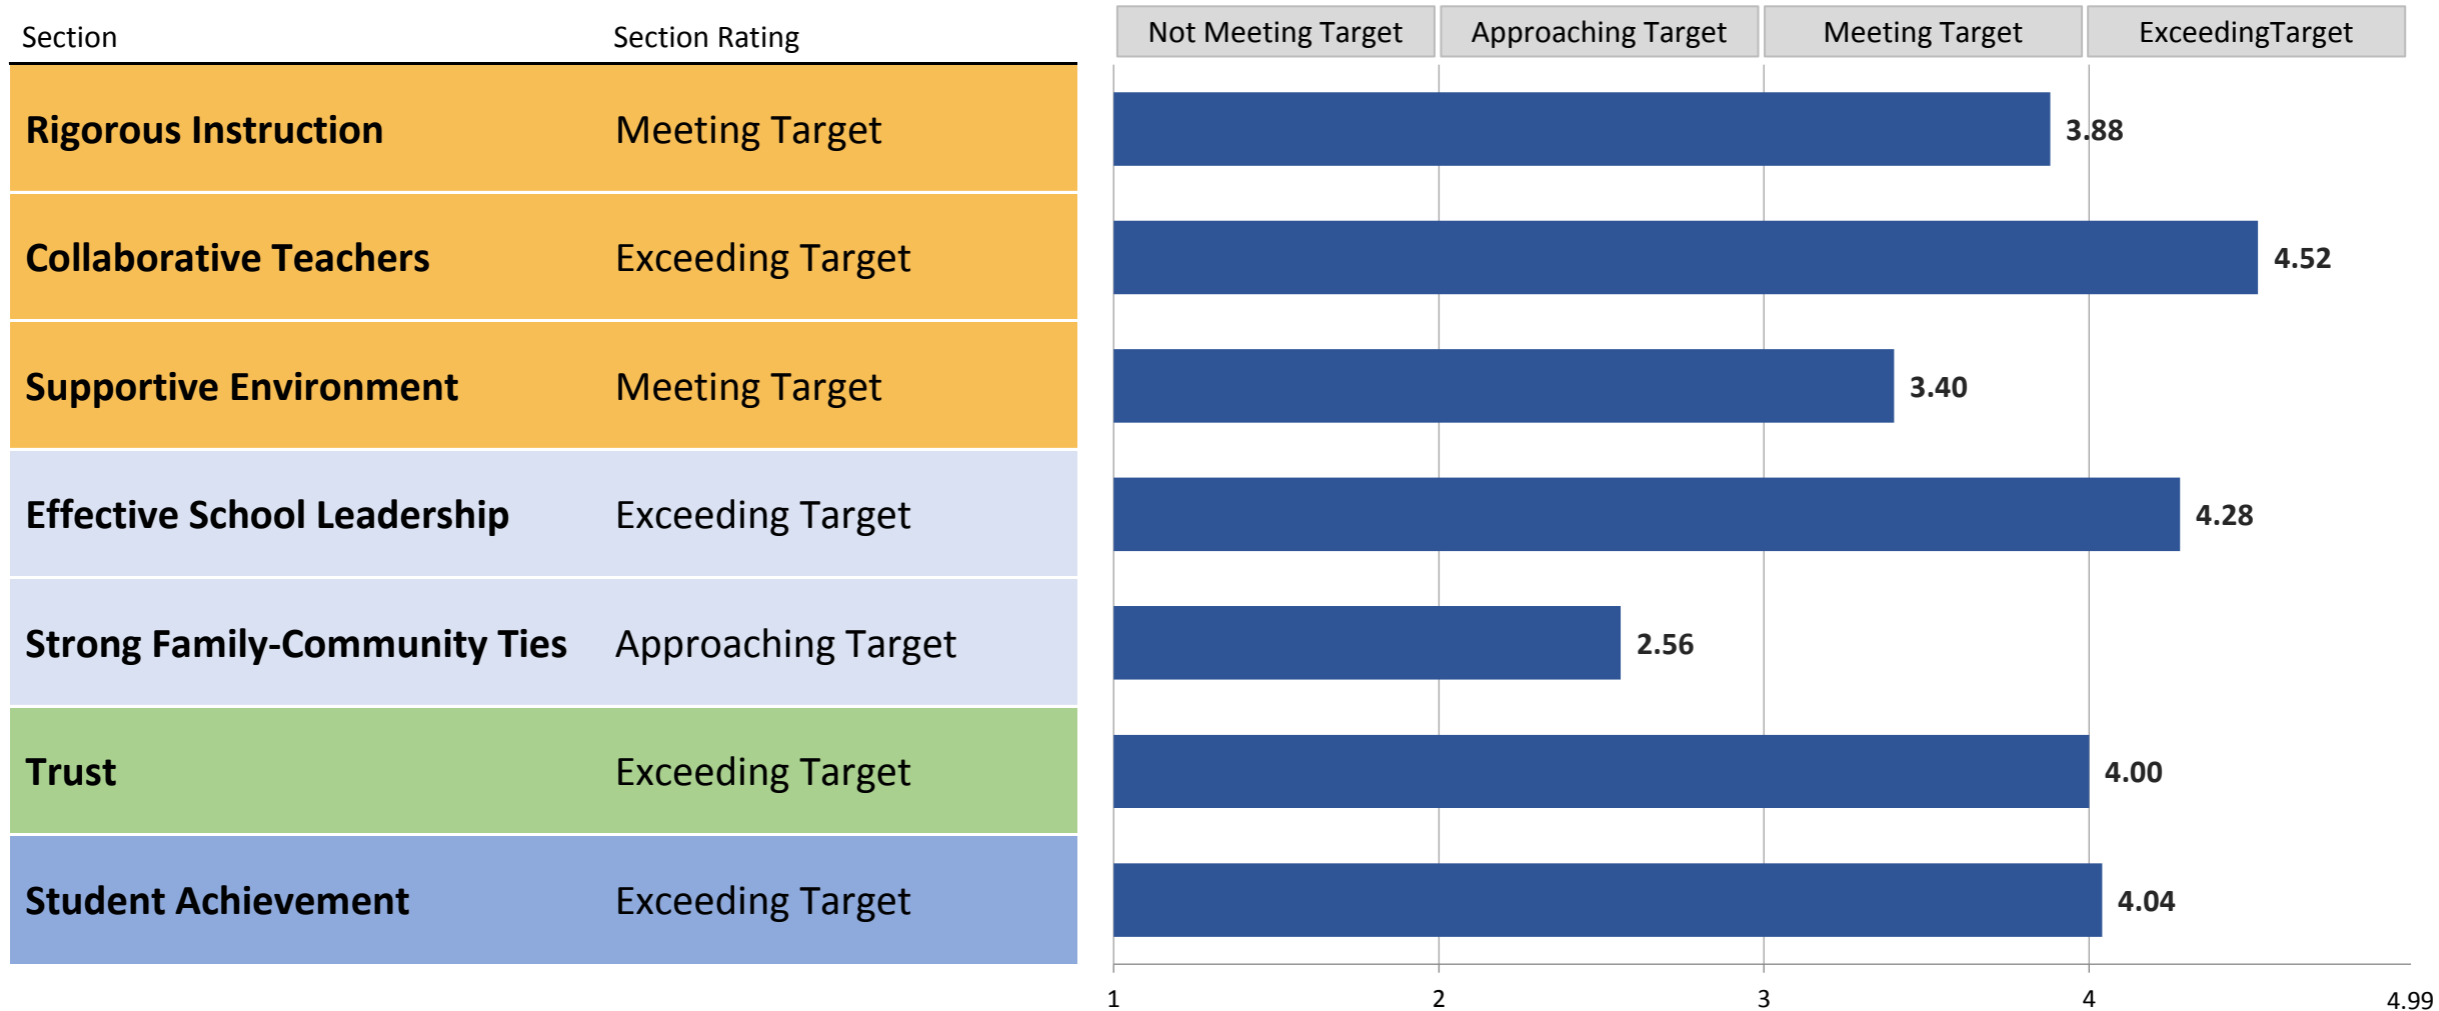 Section Section Rating Not Meeting Target Approaching Target Meeting Target ExceedingTarget
Rigorous Instruction Meeting Target 3.88
Collaborative Teachers Exceeding Target 4.52
Supportive Environment Meeting Target 3.40
Effective School Leadership Exceeding Target 4.28
Strong Family-Community Ties Approaching Target 2.56
Trust Exceeding Target 4.00
Student Achievement Exceeding Target 4.04
1 2 3 4 4.99